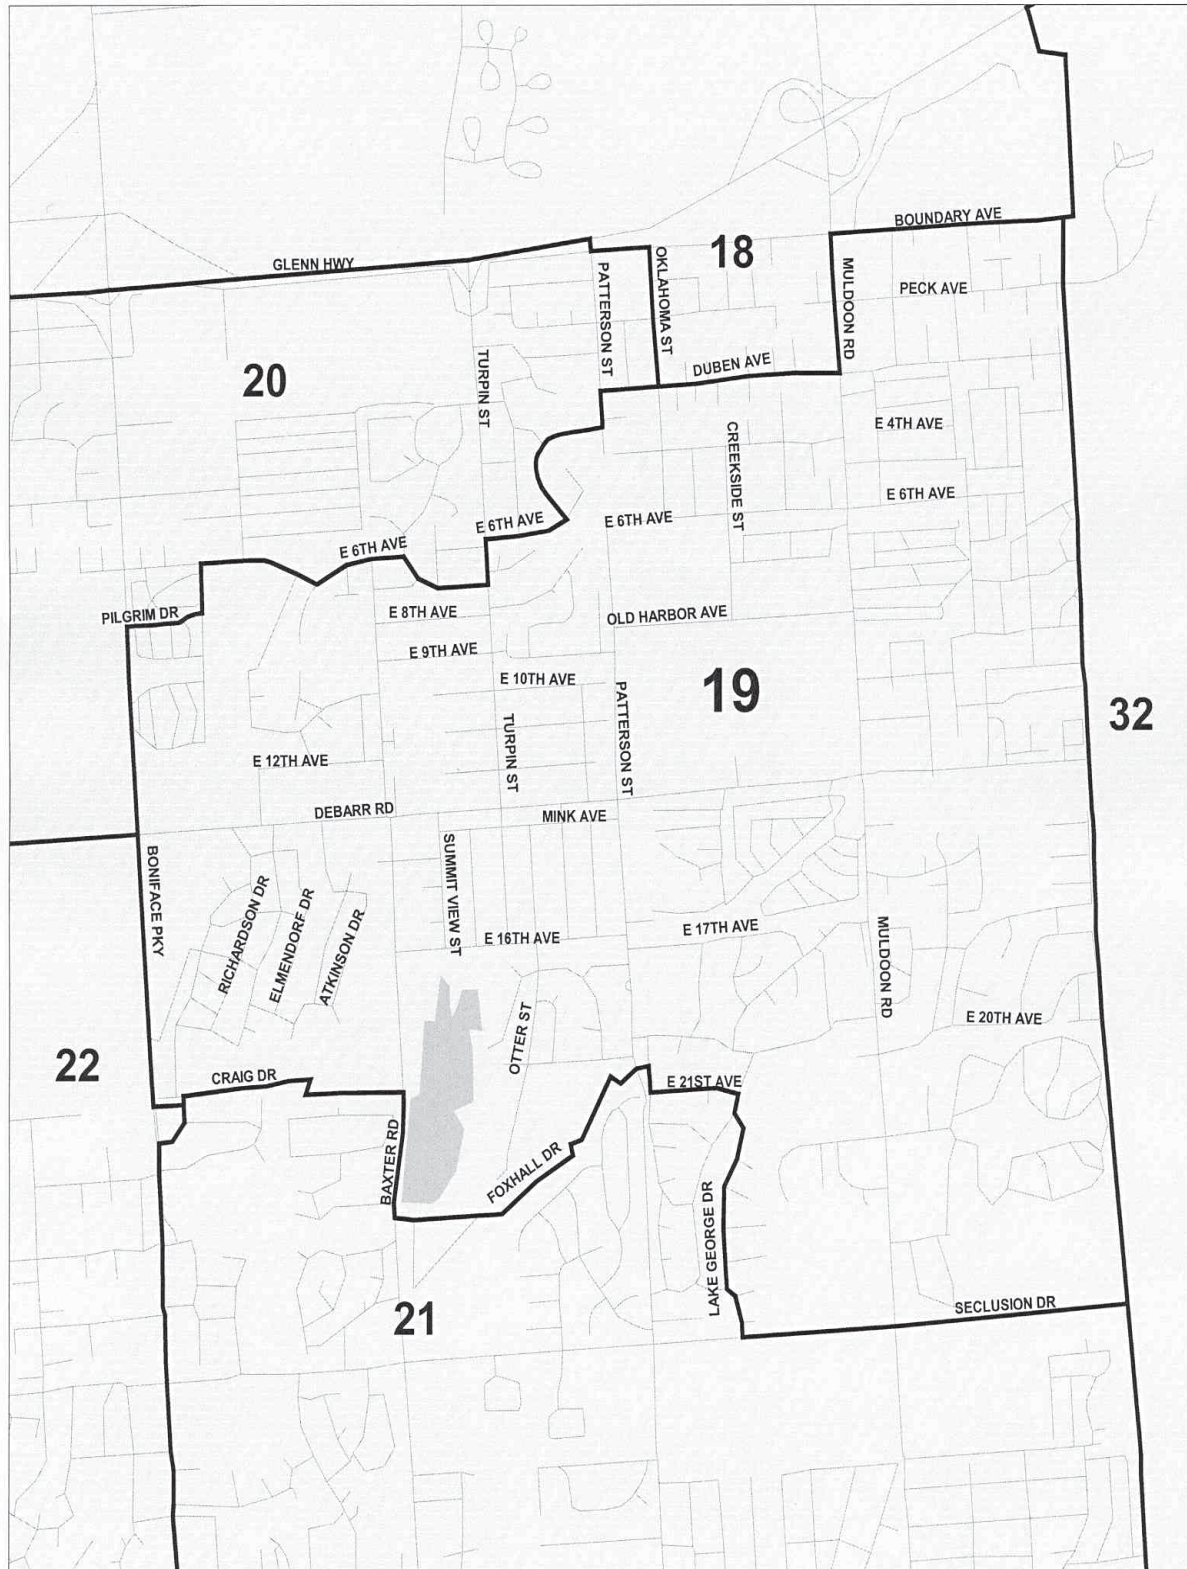 BOUNDARY AVE
18
GLENN HWY
OKLAHOMA ST
PATTERSON ST
MULDOON RD
PECK AVE
20
TURPIN ST
DUBEN AVE
E 4TH AVE
CREEKSIDE ST
E 6TH AVE
E 6TH AVE
E 6TH AVE
E 6TH AVE
PILGRIM DR
E 8TH AVE
OLD HARBOR AVE
E 9TH AVE
E 10TH AVE
19
32
PATTERSON ST
TURPIN ST
E 12TH AVE
DEBARR RD
MINK AVE
BONIFACE PKY
SUMMIT VIEW ST
RICHARDSON DR
ELMENDORF DR
ATKINSON DR
E 17TH AVE
E 16TH AVE
MULDOON RD
OTTER ST
E 20TH AVE
22
CRAIG DR
E 21ST AVE
BAXTER RD
FOXHALL DR
LAKE GEORGE DR
SECLUSION DR
21